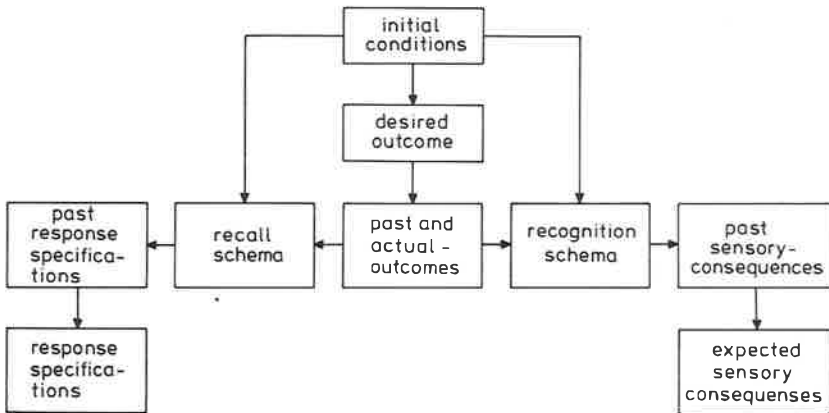 initial
conditions
desired
outcome
past
response
specifica-
tions
recall
schema
past and
actual-
outcomes
recognition
schema
past
sensory-
consequences
response
specifica-
tions
expected
sensory
consequenses